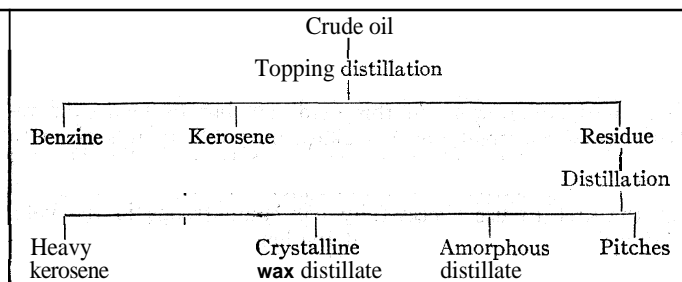 Crude oil
Topping distillation
Benzine Kerosene Residue
Distillation
Heavy Crystalline Amorphous Pitches
kerosene wax distillate distillate